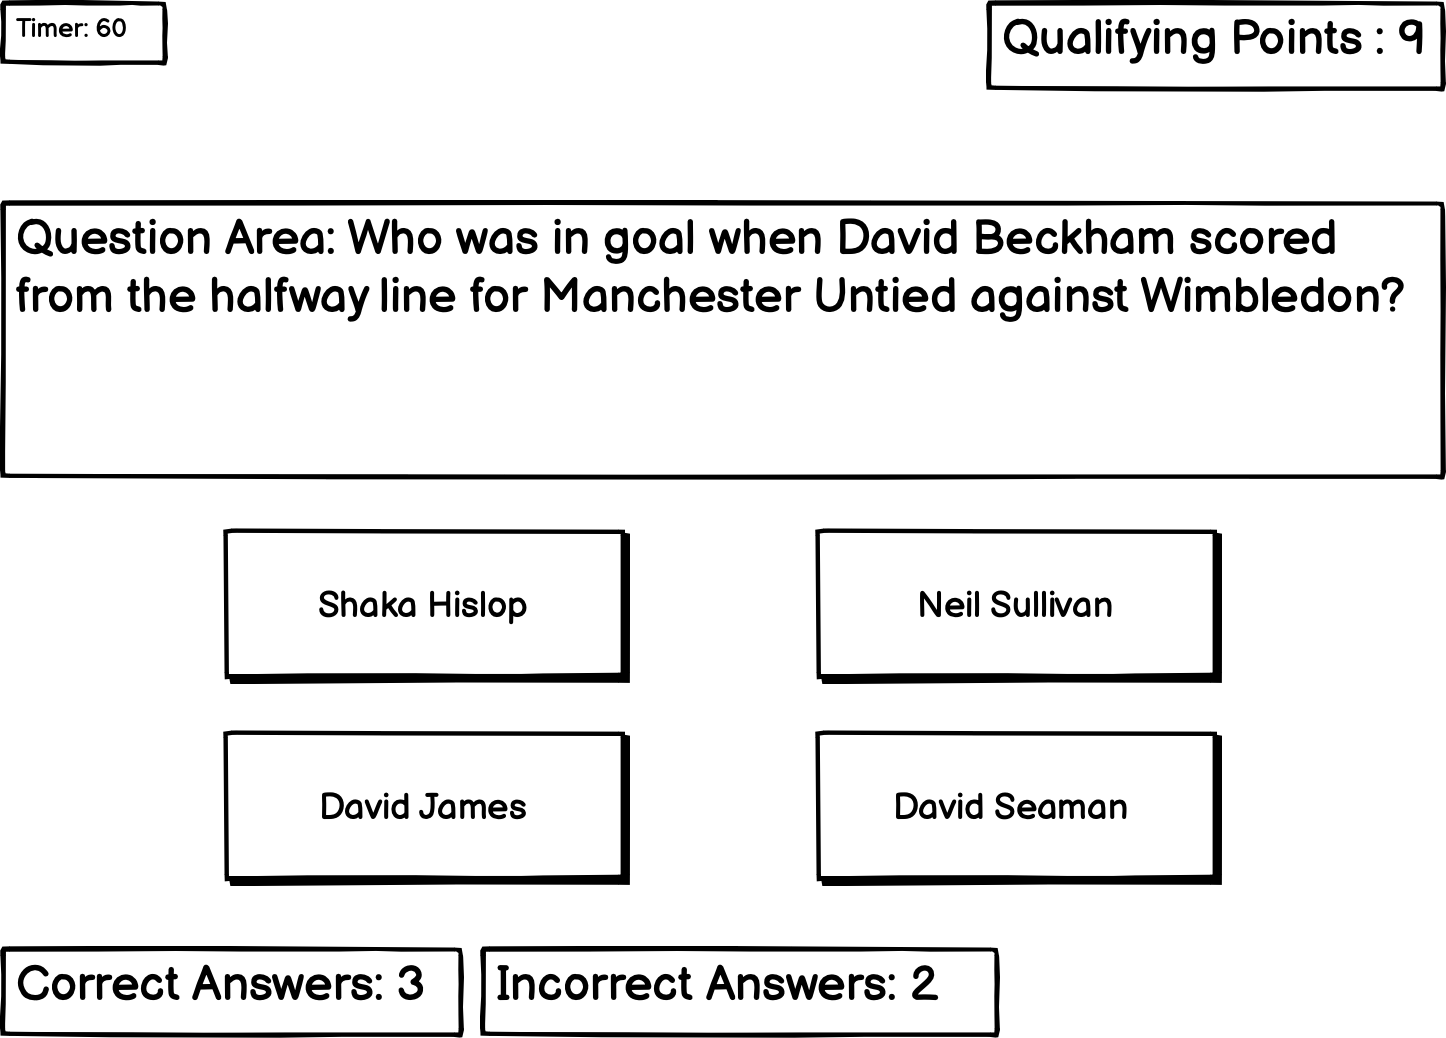 Timer: 60
Qualifying Points : 9
Question Area: Who was in goal when David Beckham scored
from the halfway line for Manchester Untied against Wimbledon?
Shaka Hislop
Neil Sullivan
David James
David Seaman
Correct Answers: 3
Incorrect Answers: 2